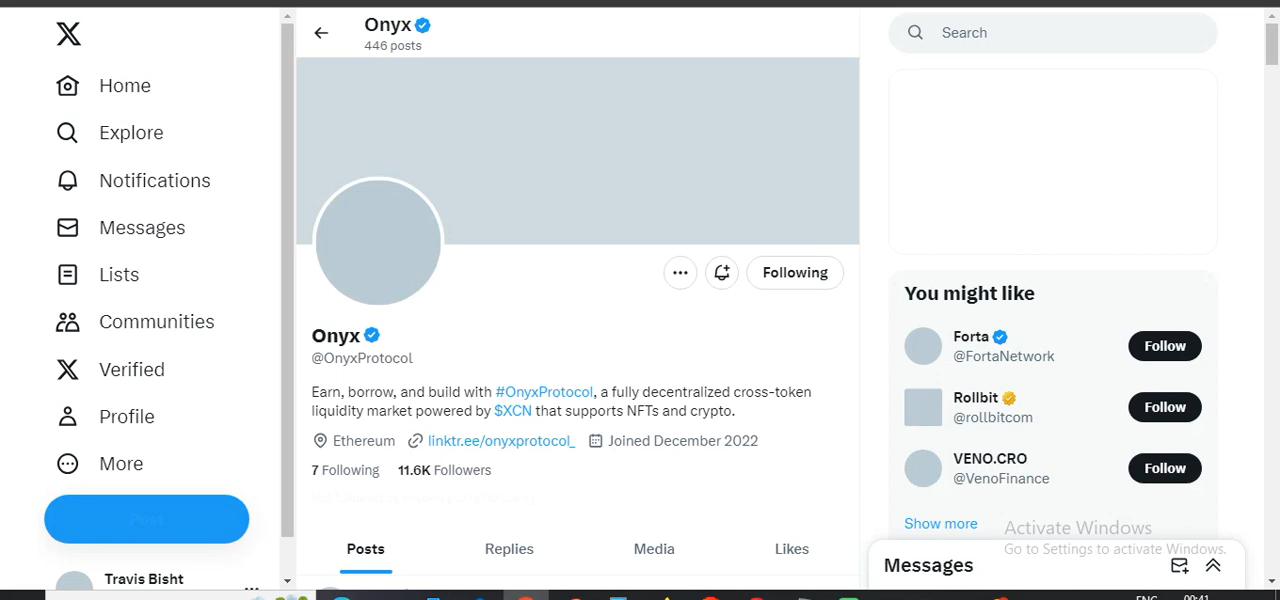 Onyx
446 posts
Search
Home
Explore
Notifications
Messages
Lists
Communities
Verified
Profile
More
Post
Travis Bisht
Following
Onyx
@OnyxProtocol
Earn, borrow, and build with #OnyxProtocol, a fully decentralized cross-token
liquidity market powered by $XCN that supports NFTs and crypto.
Ethereum linktr.ee/onyxprotocol_ Joined December 2022
7 Following 11.6K Followers
Posts Replies Media Likes
You might like
Forta
@FortaNetwork
Follow
Rollbit
@rollbitcom
Follow
VENO.CRO
@VenoFinance
Follow
Show more
Activate Windows
Go to Settings to activate Windows.
Messages
ENG 00:41